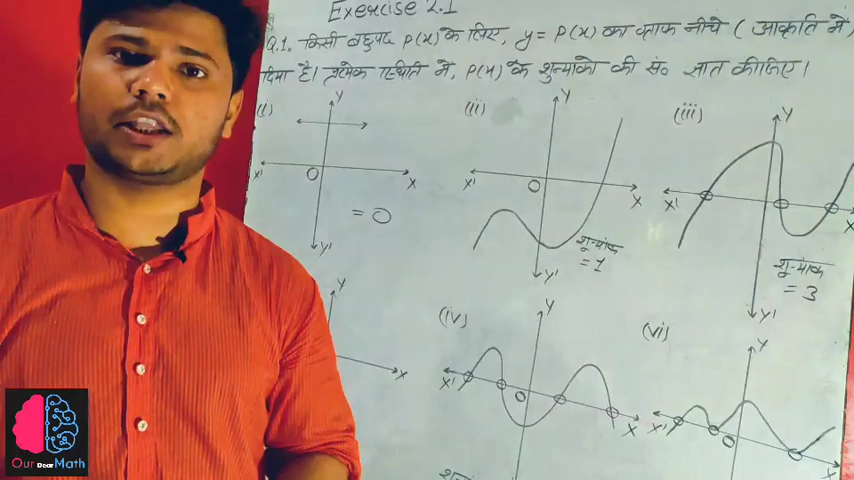 Exercise 2.1
Q.1. किसी बहुपद P(x) के लिए, y = P(x) का ग्राफ नीचे ( आकृति में)
दिया है। प्रत्येक स्थिति में, P(x) के शून्यांको की सं० ज्ञात कीजिए।
(i)
Y
X'
O
X
Y'
= 0
(ii)
Y
X'
O
X
Y'
शून्यांक
= 1
(iii)
Y
X'
X
Y'
शून्यांक
= 3
Y
X
(iv)
Y
X'
O
X
(vi)
Y
X'
O
X
Our Dear Math